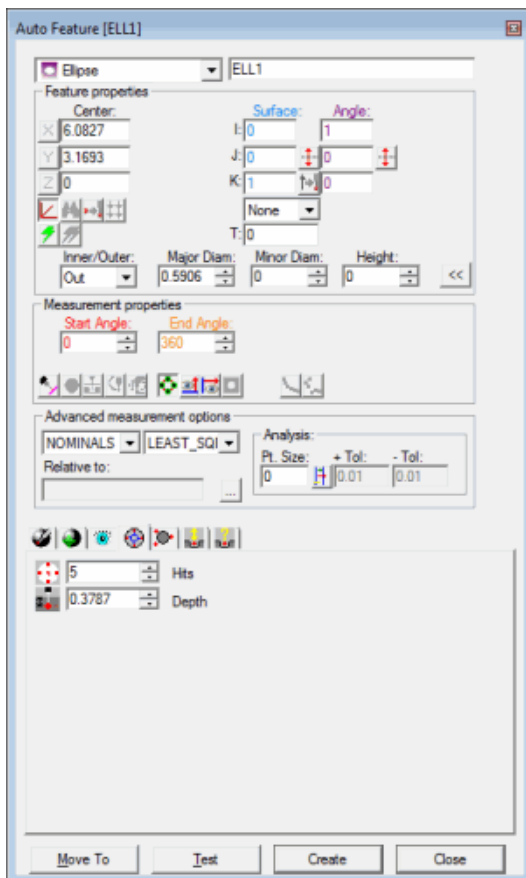 Auto Feature [ELL1]
Ellipse ELL1
Feature properties
Center: Surface: Angle:
X 6.0827 I: 0 1
Y 3.1693 J: 0 0
Z 0 K: 1 0
None
T: 0
Inner/Outer: Major Diam: Minor Diam: Height:
Out 0.5906 0 0 <<
Measurement properties
Start Angle: End Angle:
0 360
Advanced measurement options
NOMINALS LEAST_SQI Analysis:
Pt. Size: + Tol: - Tol:
Relative to: 0 0.01 0.01
...
5 Hits
0.3787 Depth
Move To Test Create Close